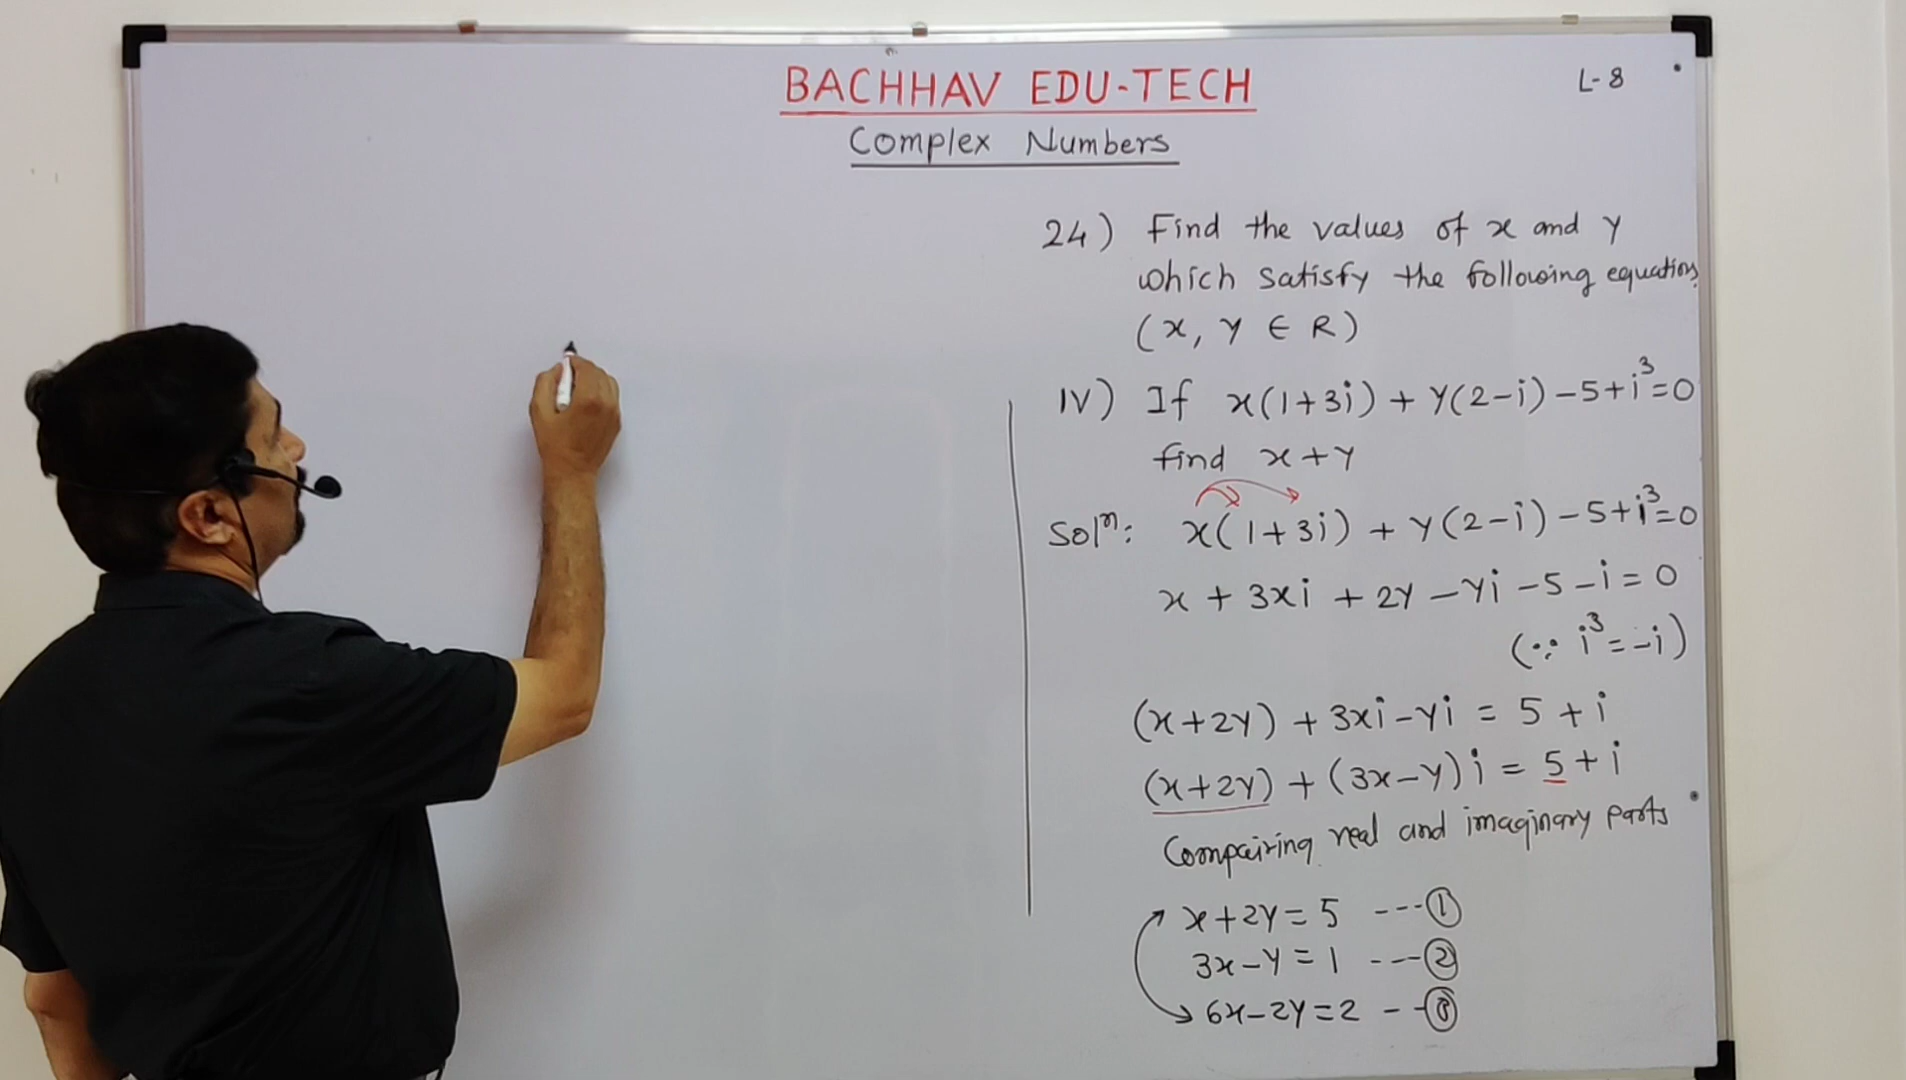 BACHHAV EDU-TECH
L-8
Complex Numbers
24) Find the values of x and y
which satisfy the following equations
(x, y ∈ R)
IV) If x(1+3i) + y(2-i) -5+i³=0
find x+y
Solⁿ: x(1+3i) + y(2-i) -5+i³=0
x + 3xi + 2y - yi -5 -i = 0
(∵ i³ = -i)
(x+2y) + 3xi-yi = 5 + i
(x+2y) + (3x-y)i = 5 + i
Compairing real and imaginary parts
x+2y= 5 ---①
3x-y= 1 ---②
6x-2y=2 --③